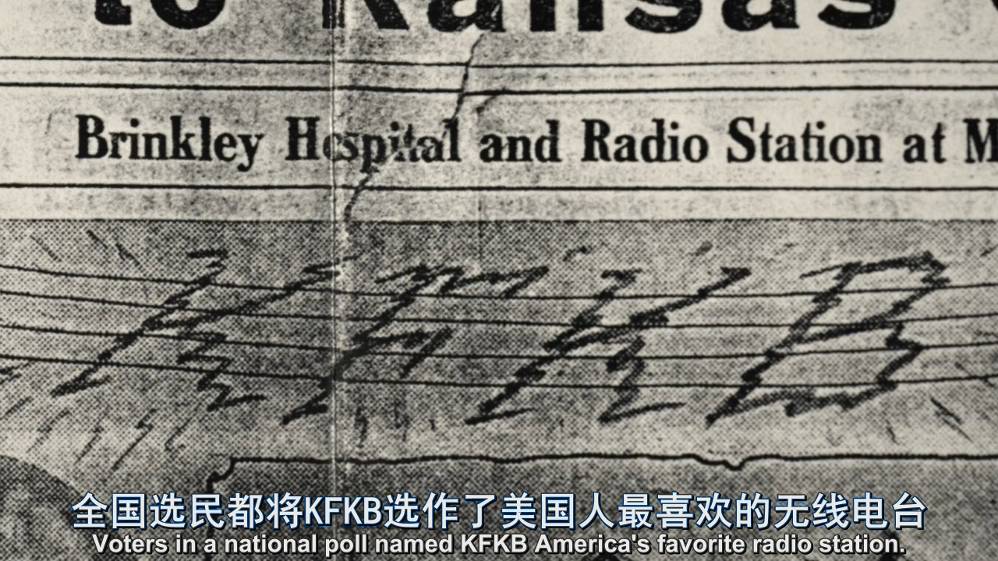 to Kansas
Brinkley Hospital and Radio Station at M
KFKB
全国选民都将KFKB选作了美国人最喜欢的无线电台
Voters in a national poll named KFKB America's favorite radio station.